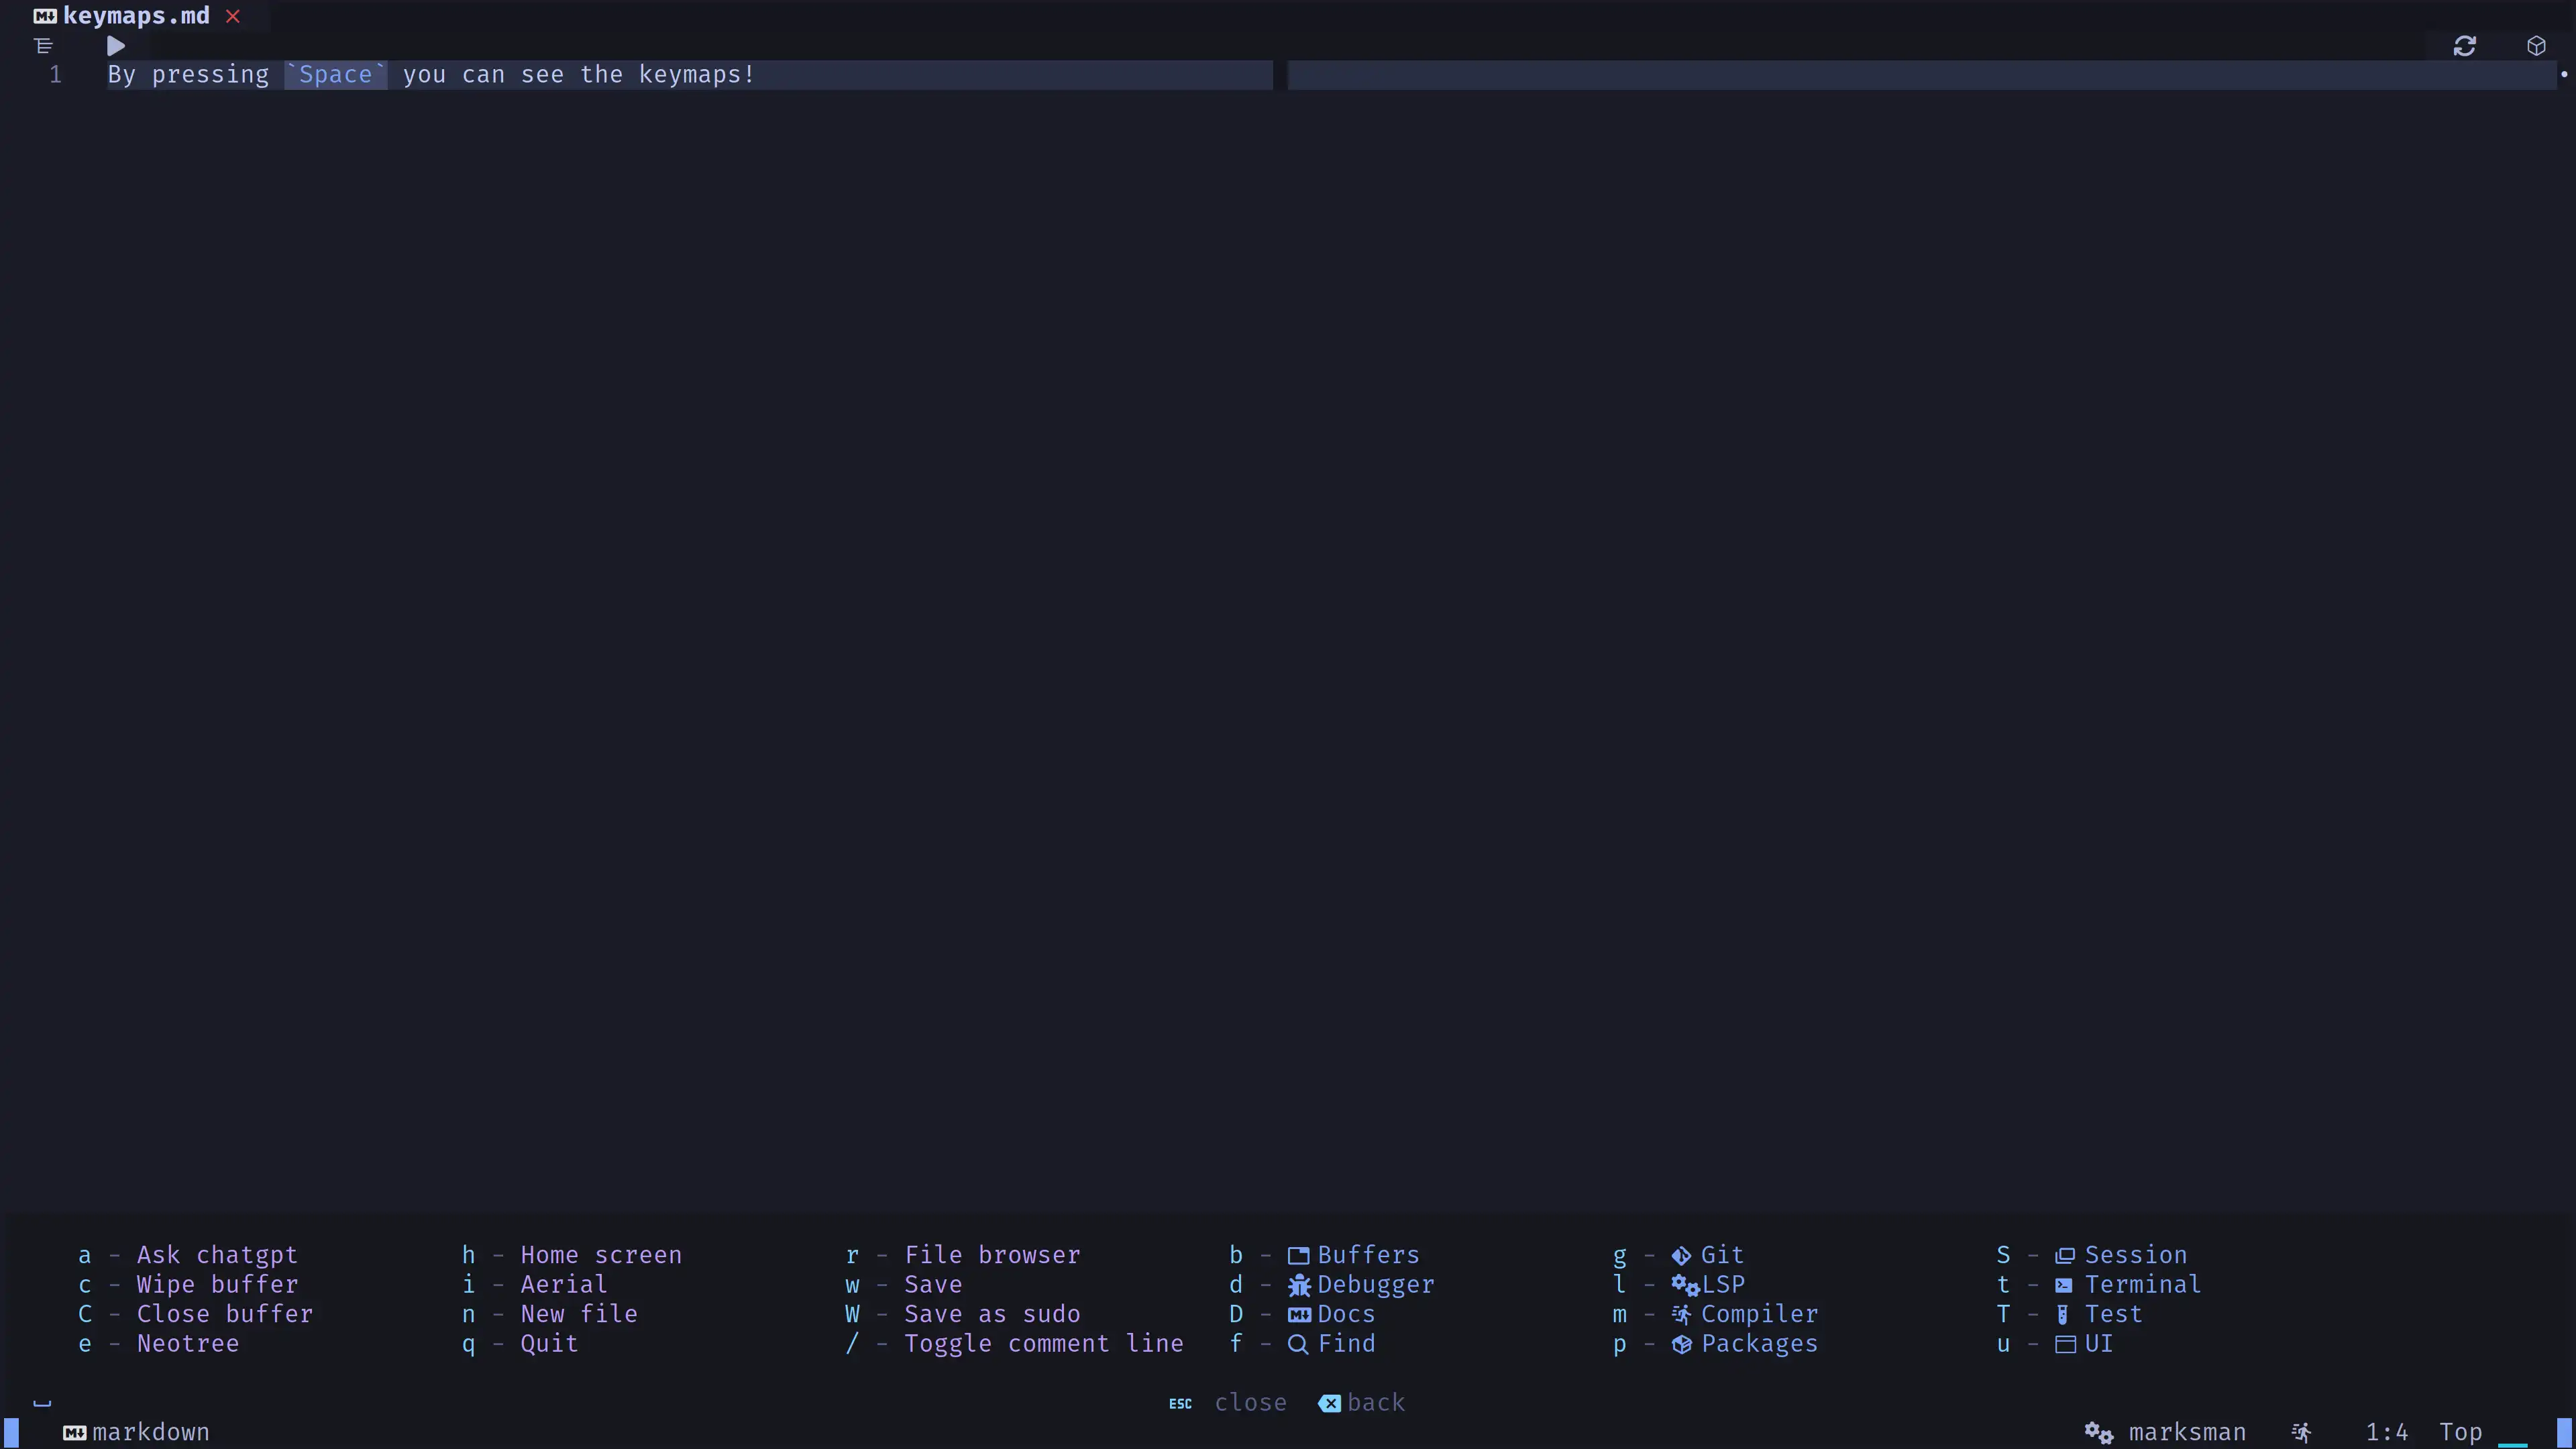 keymaps.md
1 By pressing `Space` you can see the keymaps!
a - Ask chatgpt h - Home screen r - File browser b - Buffers g - Git S - Session
c - Wipe buffer i - Aerial w - Save d - Debugger l - LSP t - Terminal
C - Close buffer n - New file W - Save as sudo D - Docs m - Compiler T - Test
e - Neotree q - Quit / - Toggle comment line f - Find p - Packages u - UI
ESC close back
markdown marksman 1:4 Top